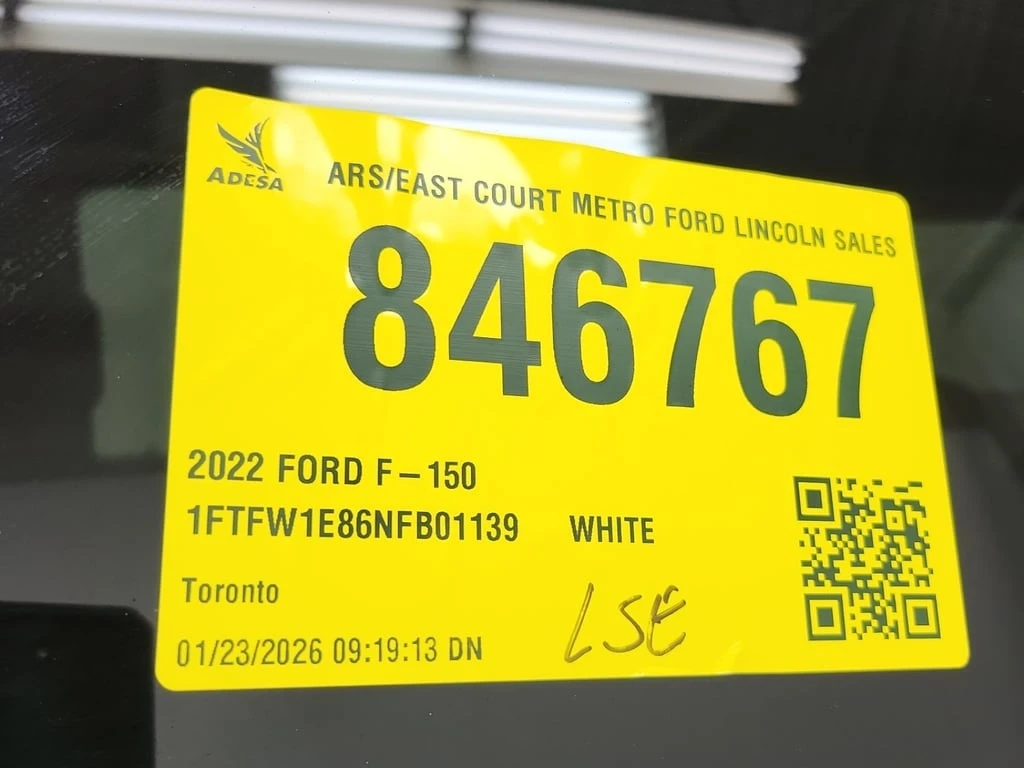 ADESA
ARS/EAST COURT METRO FORD LINCOLN SALES
846767
2022 FORD F-150
1FTFW1E86NFB01139 WHITE
Toronto
LSE
01/23/2026 09:19:13 DN